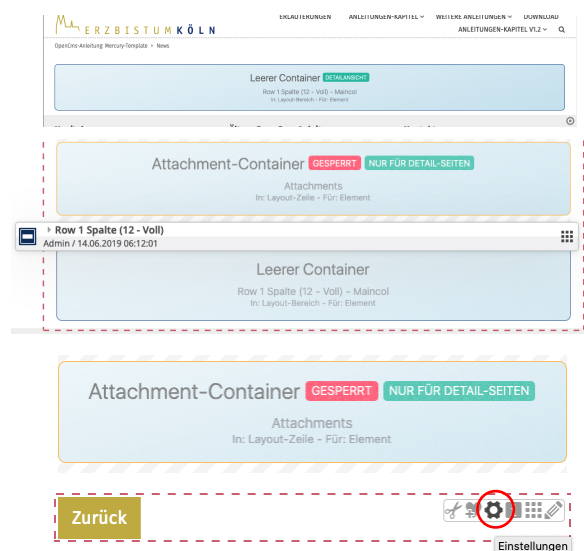 ERLÄUTERUNGEN ANLEITUNGEN-KAPITEL WEITERE ANLEITUNGEN DOWNLOAD
ERZBISTUM KÖLN
ANLEITUNGEN-KAPITEL V1.2
OpenCms-Anleitung Mercury-Template > News
Leerer Container DETAILANSICHT
Row 1 Spalte (12 - Voll) - Maincol
In: Layout-Bereich - Für: Element
Attachment-Container GESPERRT NUR FÜR DETAIL-SEITEN
Attachments
In: Layout-Zeile - Für: Element
Row 1 Spalte (12 - Voll)
Admin / 14.06.2019 06:12:01
Leerer Container
Row 1 Spalte (12 - Voll) - Maincol
In: Layout-Bereich - Für: Element
Attachment-Container GESPERRT NUR FÜR DETAIL-SEITEN
Attachments
In: Layout-Zeile - Für: Element
Zurück
Einstellungen